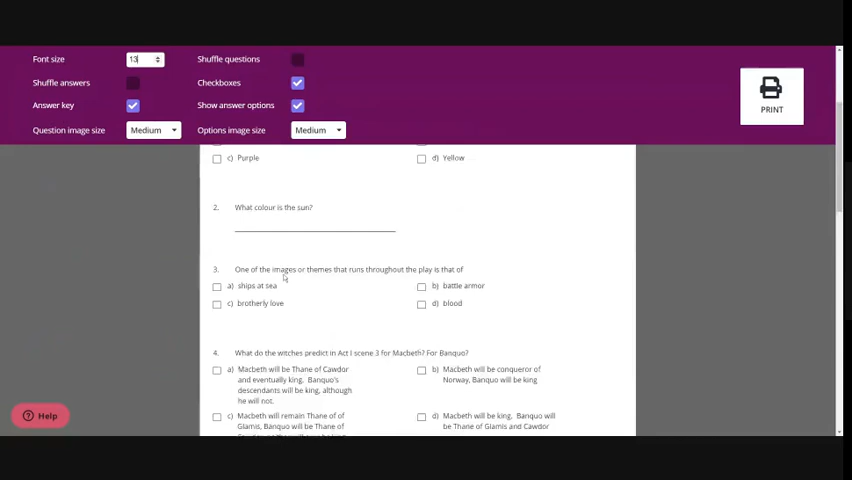 Font size 13 Shuffle questions
Shuffle answers Checkboxes
Answer key Show answer options
Question image size Medium Options image size Medium
PRINT
c) Purple d) Yellow
2. What colour is the sun?
3. One of the images or themes that runs throughout the play is that of
a) ships at sea b) battle armor
c) brotherly love d) blood
4. What do the witches predict in Act I scene 3 for Macbeth? For Banquo?
a) Macbeth will be Thane of Cawdor
and eventually king. Banquo's
descendants will be king, although
he will not.
b) Macbeth will be conqueror of
Norway, Banquo will be king
c) Macbeth will remain Thane of of
Glamis, Banquo will be Thane of
d) Macbeth will be king. Banquo will
be Thane of Glamis and Cawdor
Help